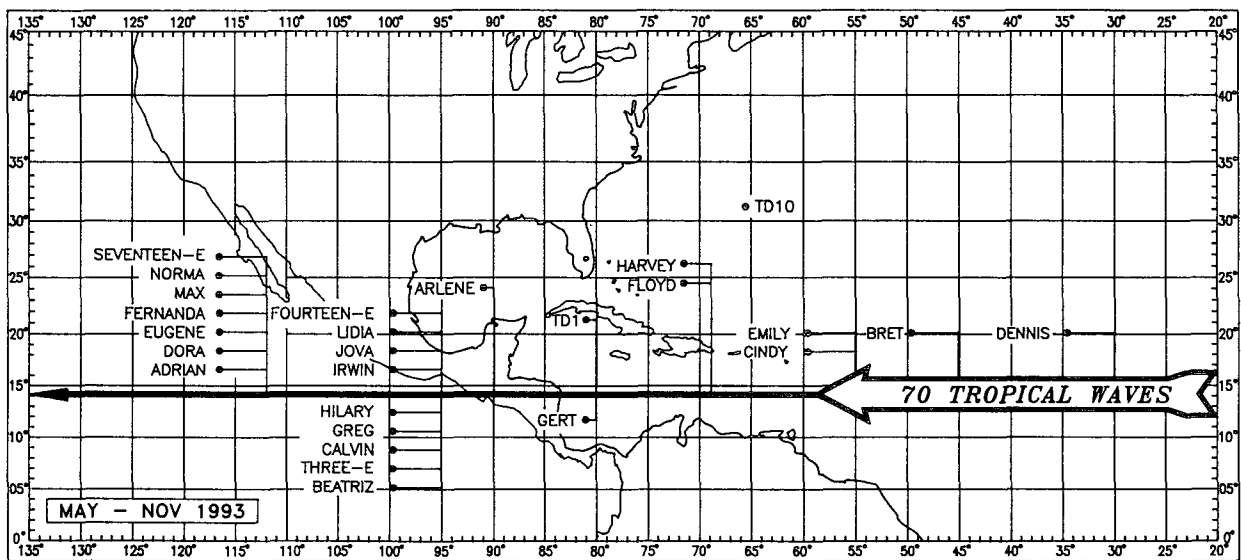 135° 130° 125° 120° 115° 110° 105° 100° 95° 90° 85° 80° 75° 70° 65° 60° 55° 50° 45° 40° 35° 30° 25° 20°
45° 45°
40° 40°
35° 35°
30° TD10 30°
SEVENTEEN-E HARVEY
NORMA 25° FLOYD 25°
MAX ARLENE
FERNANDA FOURTEEN-E TD1
EUGENE LIDIA EMILY BRET DENNIS 20°
DORA JOVA CINDY
ADRIAN IRWIN
15° 70 TROPICAL WAVES 15°
HILARY GERT
GREG 10° 10°
CALVIN
THREE-E
BEATRIZ 05° 05°
MAY - NOV 1993
0° 0°
135° 130° 125° 120° 115° 110° 105° 100° 95° 90° 85° 80° 75° 70° 65° 60° 55° 50° 45° 40° 35° 30° 25° 20°